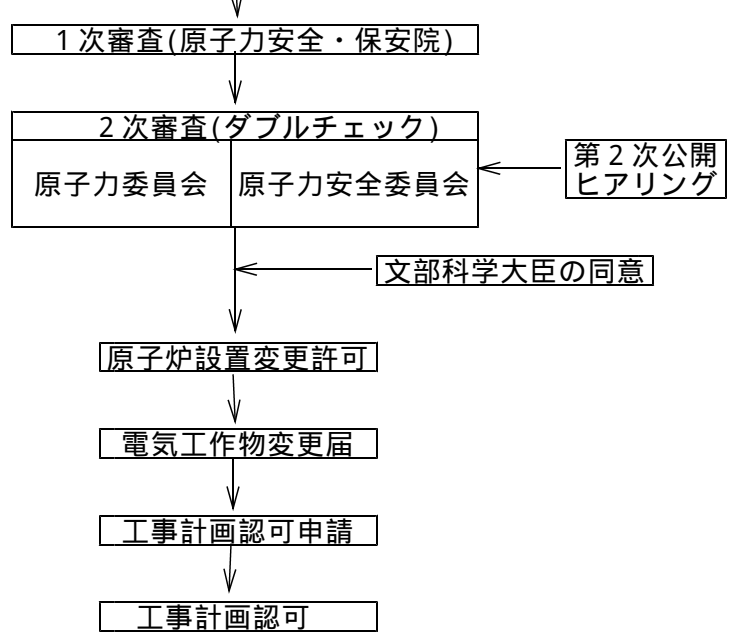 1次審査(原子力安全・保安院)
2次審査(ダブルチェック)
原子力委員会
原子力安全委員会
第2次公開
ヒアリング
文部科学大臣の同意
原子炉設置変更許可
電気工作物変更届
工事計画認可申請
工事計画認可